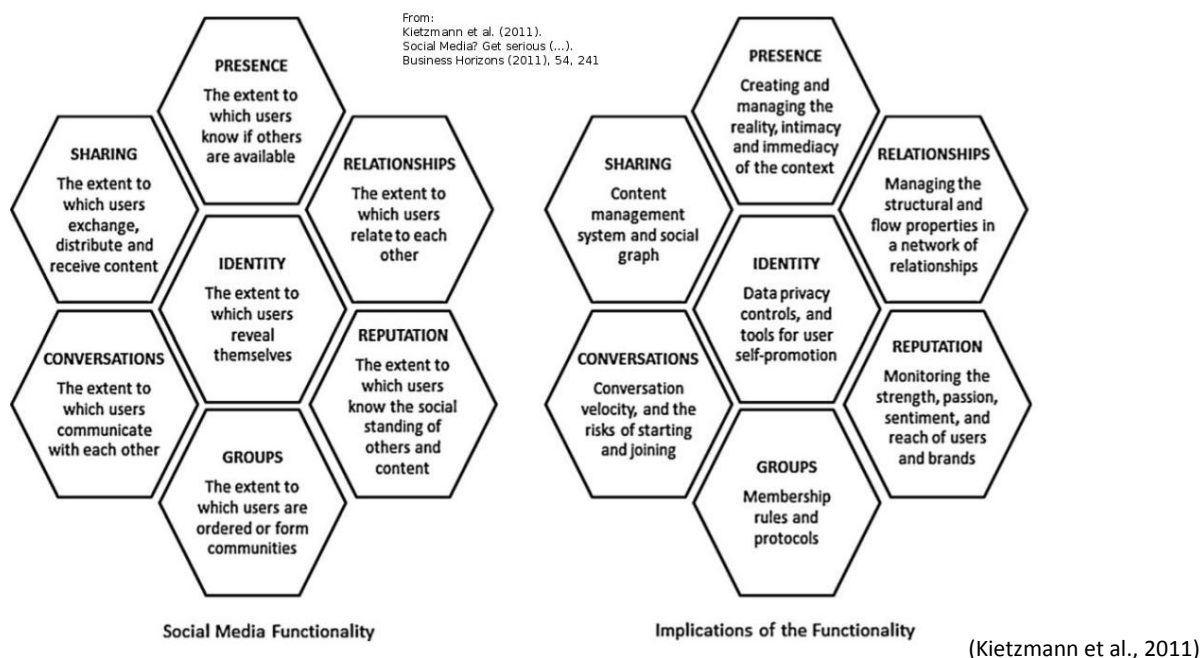 From:
Kietzmann et al. (2011).
Social Media? Get serious (...).
Business Horizons (2011), 54, 241
PRESENCE
The extent to
which users
know if others
are available
SHARING
The extent to
which users
exchange,
distribute and
receive content
RELATIONSHIPS
The extent to
which users
relate to each
other
IDENTITY
The extent to
which users
reveal
themselves
CONVERSATIONS
The extent to
which users
communicate
with each other
REPUTATION
The extent to
which users
know the social
standing of
others and
content
GROUPS
The extent to
which users are
ordered or form
communities
Social Media Functionality
PRESENCE
Creating and
managing the
reality, intimacy
and immediacy
of the context
SHARING
Content
management
system and social
graph
RELATIONSHIPS
Managing the
structural and
flow properties in
a network of
relationships
IDENTITY
Data privacy
controls, and
tools for user
self-promotion
CONVERSATIONS
Conversation
velocity, and the
risks of starting
and joining
REPUTATION
Monitoring the
strength, passion,
sentiment, and
reach of users
and brands
GROUPS
Membership
rules and
protocols
Implications of the Functionality
(Kietzmann et al., 2011)